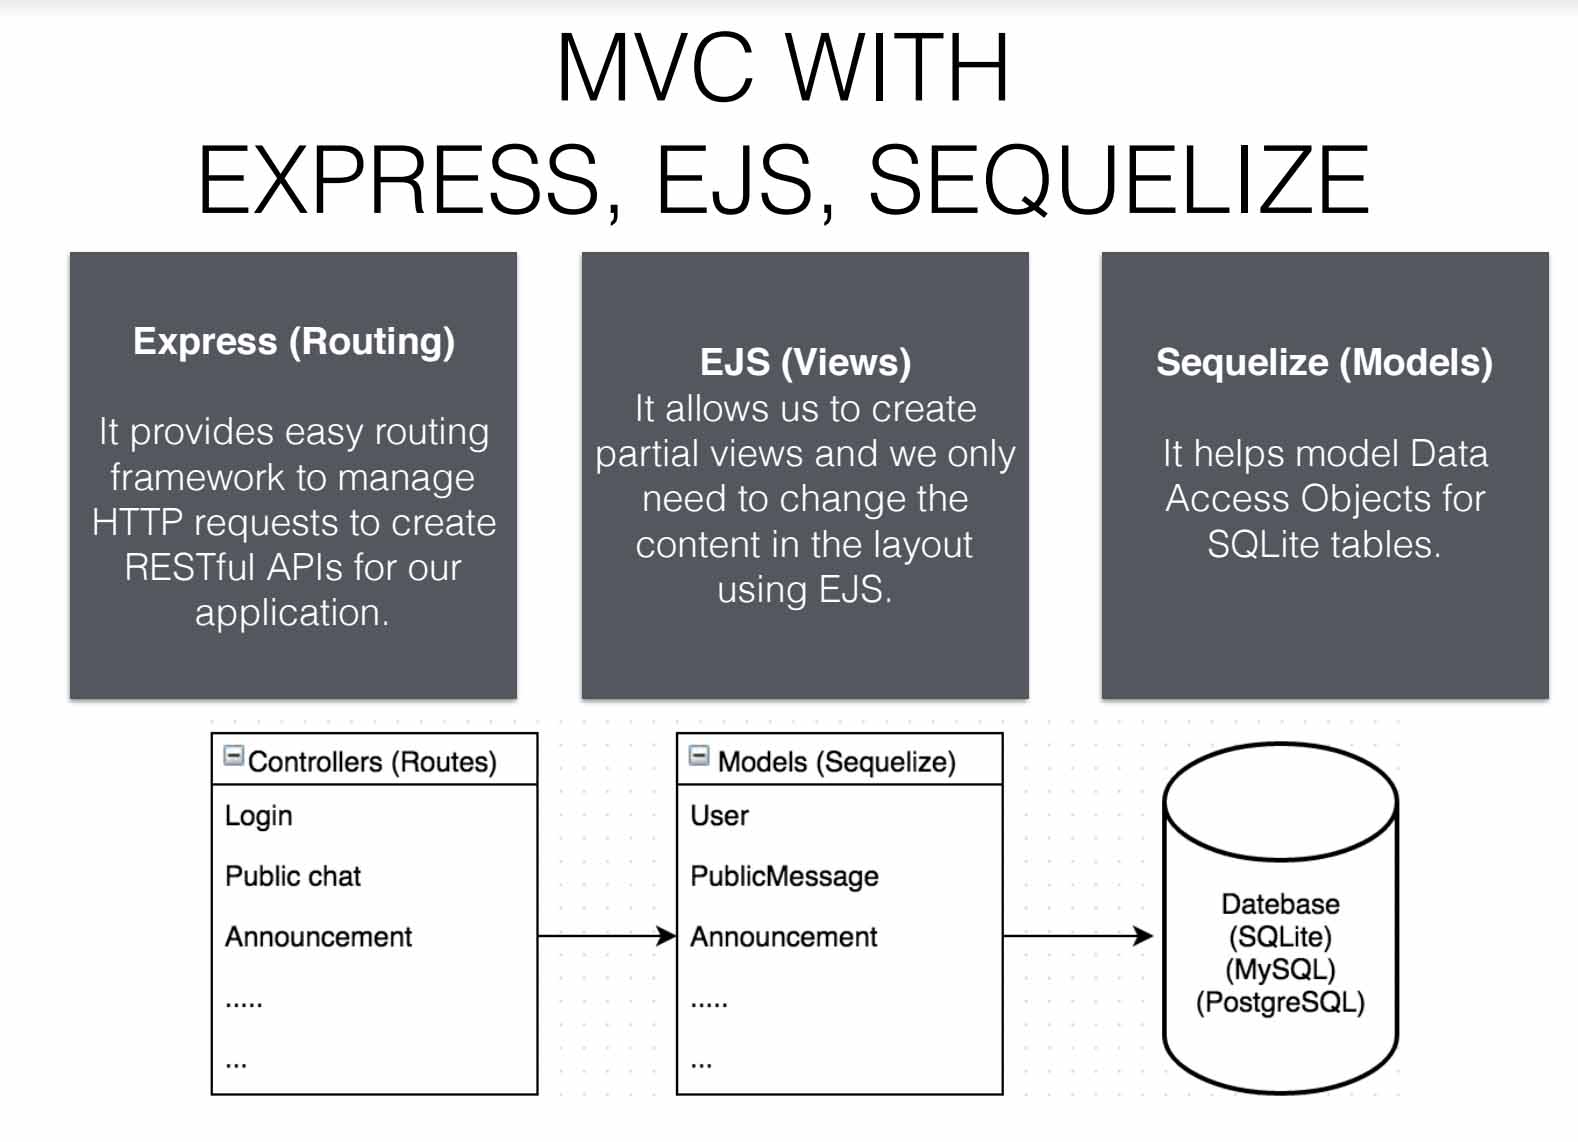 MVC WITH
EXPRESS, EJS, SEQUELIZE
Express (Routing)
It provides easy routing
framework to manage
HTTP requests to create
RESTful APIs for our
application.
EJS (Views)
It allows us to create
partial views and we only
need to change the
content in the layout
using EJS.
Sequelize (Models)
It helps model Data
Access Objects for
SQLite tables.
Controllers (Routes)
Login
Public chat
Announcement
.....
...
Models (Sequelize)
User
PublicMessage
Announcement
.....
...
Datebase
(SQLite)
(MySQL)
(PostgreSQL)